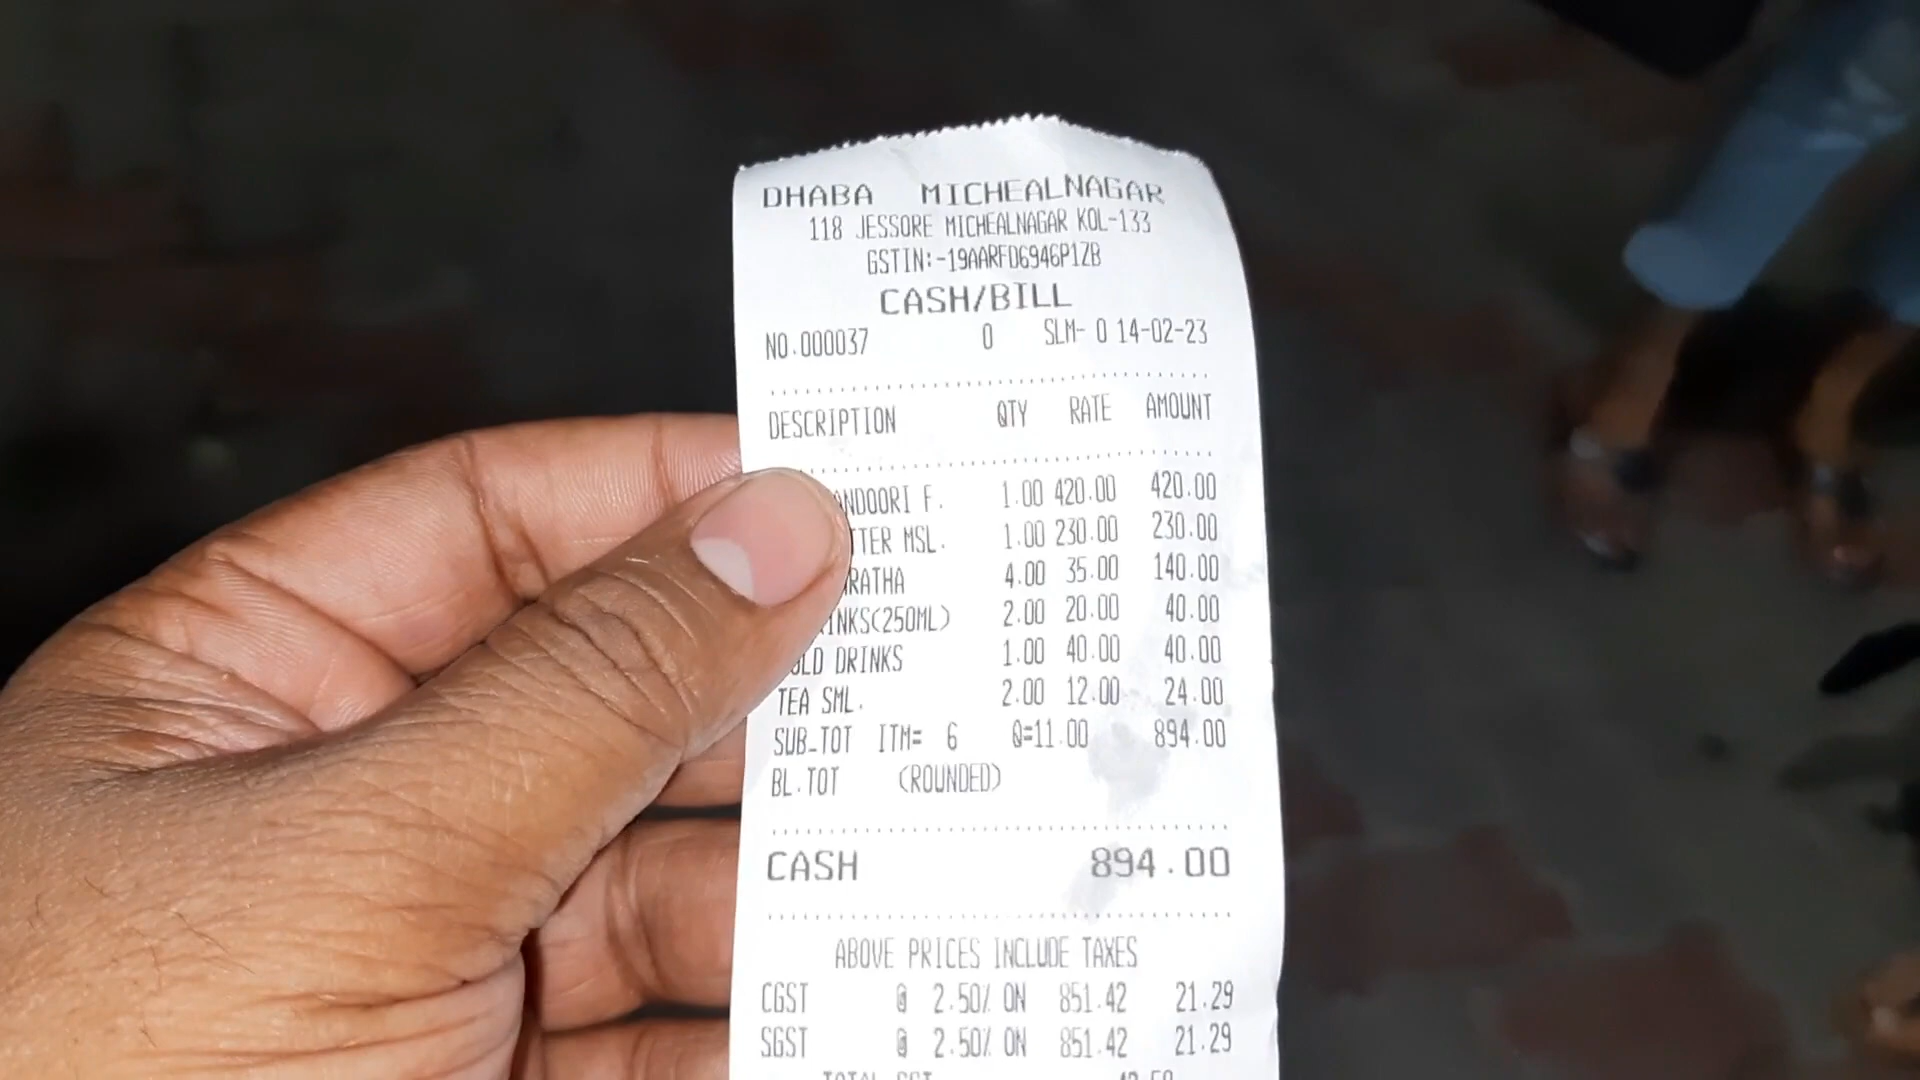 DHABA MICHEALNAGAR
118 JESSORE MICHEALNAGAR KOL-133
GSTIN:-19AARFD6946P1ZB
CASH/BILL
NO.000037 0 SLM- 0 14-02-23
DESCRIPTION QTY RATE AMOUNT
ANDOORI F. 1.00 420.00 420.00
TTER MSL. 1.00 230.00 230.00
RATHA 4.00 35.00 140.00
INKS(250ML) 2.00 20.00 40.00
OLD DRINKS 1.00 40.00 40.00
TEA SML. 2.00 12.00 24.00
SUB-TOT ITM= 6 Q=11.00 894.00
BL.TOT (ROUNDED)
CASH 894.00
ABOVE PRICES INCLUDE TAXES
CGST @ 2.50% ON 851.42 21.29
SGST @ 2.50% ON 851.42 21.29